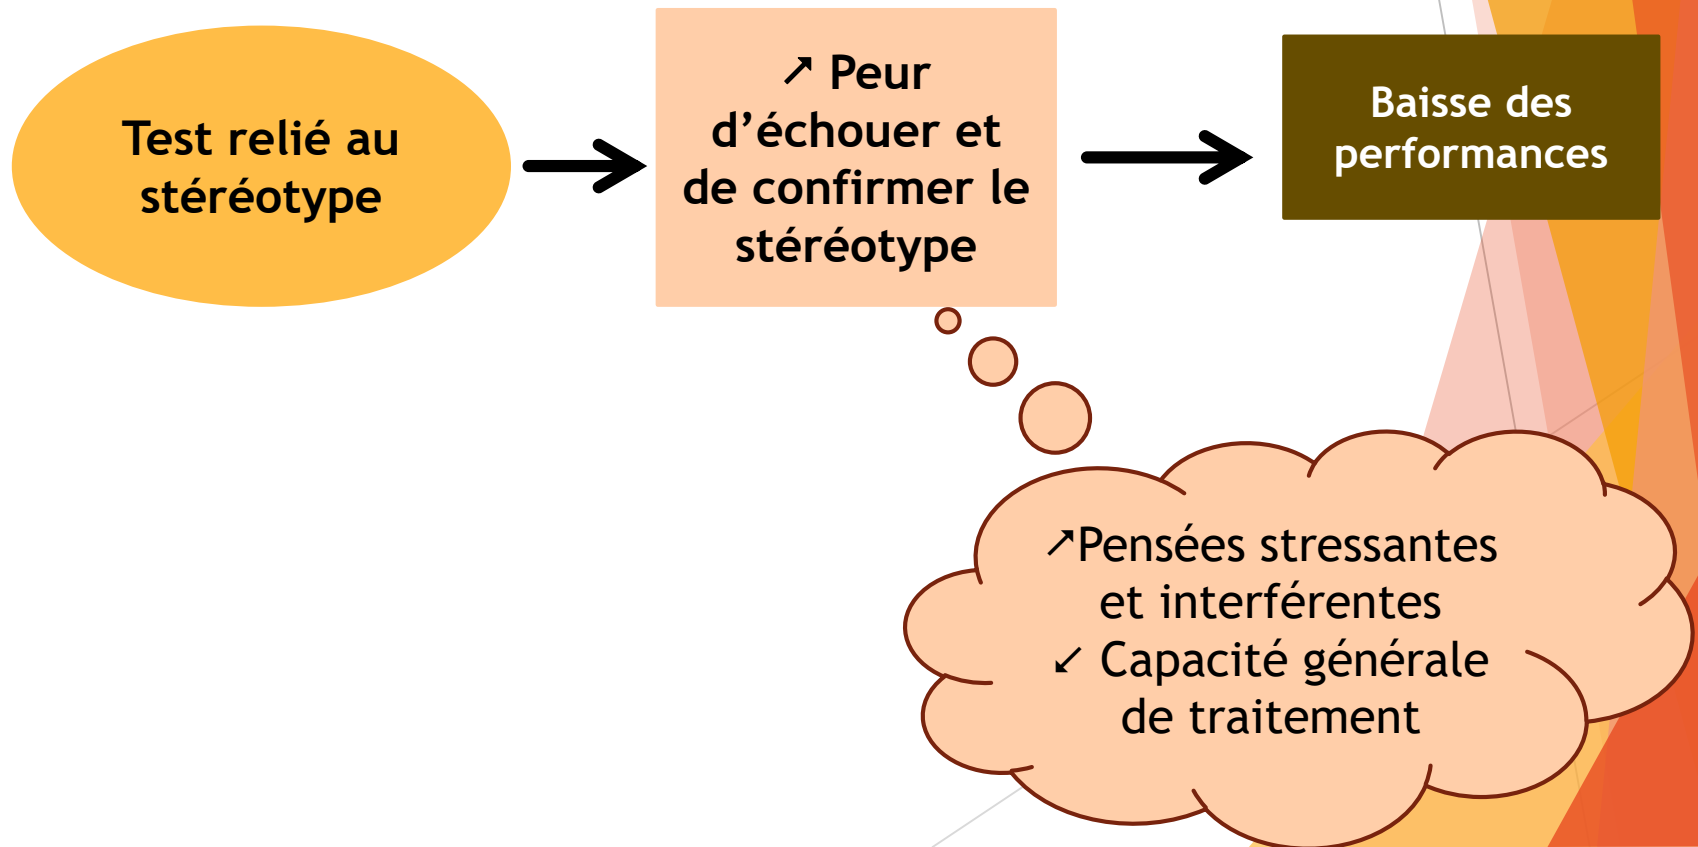 Test relié au
stéréotype
↗ Peur
d’échouer et
de confirmer le
stéréotype
Baisse des
performances
↗Pensées stressantes
et interférentes
↙ Capacité générale
de traitement